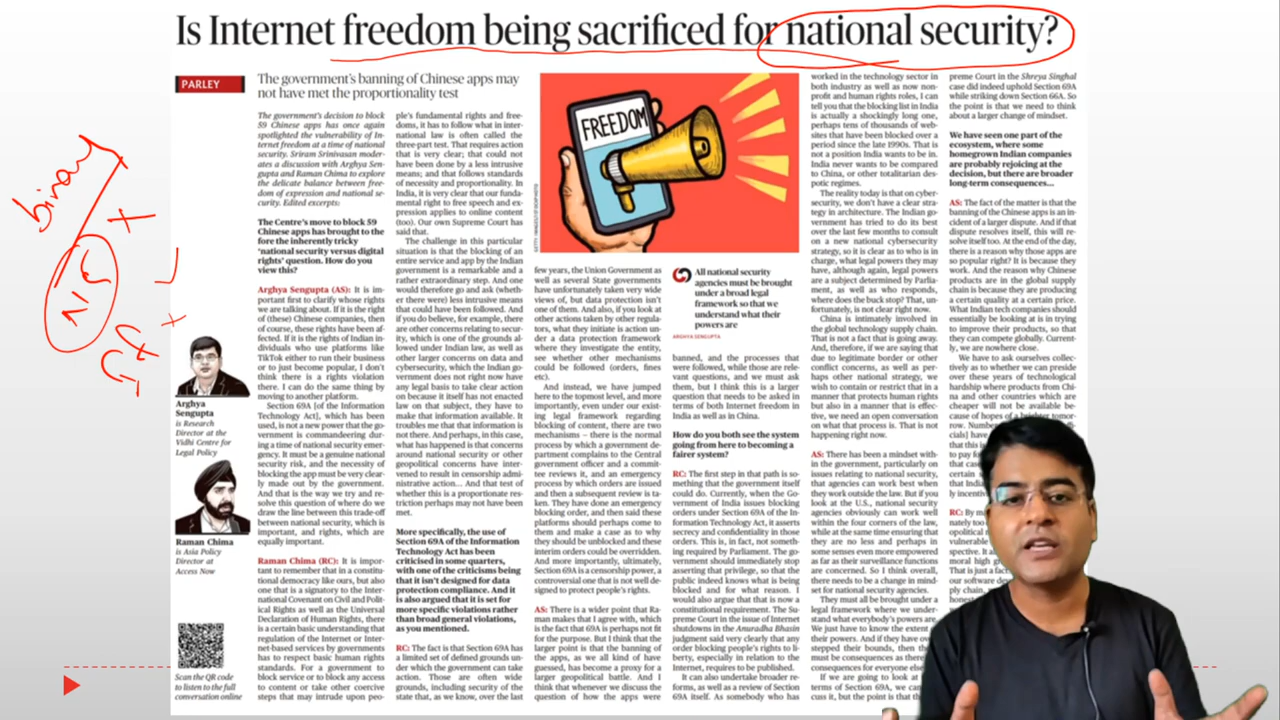 Is Internet freedom being sacrificed for national security?
PARLEY
The government's banning of Chinese apps may
not have met the proportionality test
The government's decision to block
59 Chinese apps has once again
spotlighted the vulnerability of In-
ternet freedom at a time of national
security. Sriram Srinivasan moder-
ates a discussion with Arghya Sen-
gupta and Raman Chima to explore
the delicate balance between free-
dom of expression and national se-
curity. Edited excerpts:
The Centre's move to block 59
Chinese apps has brought to the
fore the inherently tricky
'national security versus digital
rights' question. How do you
view this?
Arghya Sengupta (AS): It is im-
portant first to clarify whose rights
we are talking about. If it is the right
of (these) Chinese companies, then
of course, these rights have been af-
fected. If it is the rights of Indian in-
dividuals who use platforms like
TikTok either to run their business
or to just become popular, I don't
think there is a rights violation
there. I can do the same thing by
moving to another platform.
Section 69A [of the Information
Technology Act], which has been
used, is not a new power that the go-
vernment is commandeering dur-
ing a time of national security emer-
gency. It must be a genuine national
security risk, and the necessity of
blocking the app must be very clear-
ly made out by the government.
And that is the way we try and re-
solve this question of where do we
draw the line between this trade-off
between national security, which is
important, and rights, which are
equally important.
Raman Chima (RC): It is impor-
tant to remember that in a constitu-
tional democracy like ours, but also
one that is a signatory to the Inter-
national Covenant on Civil and Polit-
ical Rights as well as the Universal
Declaration of Human Rights, there
is a certain basic understanding that
regulation of the Internet or Inter-
net-based services by governments
has to respect basic human rights
standards. For a government to
block service or to block any access
to content or take other coercive
steps that may intrude upon peo-
ple's fundamental rights and free-
doms, it has to follow what in inter-
national law is often called the
three-part test. That requires action
that is very clear; that could not
have been done by a less intrusive
means; and that follows standards
of necessity and proportionality. In
India, it is very clear that our funda-
mental right to free speech and ex-
pression applies to online content
(too). Our own Supreme Court has
said that.
The challenge in this particular
situation is that the blocking of an
entire service and app by the Indian
government is a remarkable and a
rather extraordinary step. And one
would therefore go and ask (wheth-
er there were) less intrusive means
that could have been followed. And
if you do believe, for example, that
there are other concerns relating to secur-
ity, which is one of the grounds al-
lowed under Indian law, as well as
other larger concerns on data and
cybersecurity, which the Indian go-
vernment does not right now have
any legal basis to take clear action
on because it itself has not enacted
law on that subject, they have to
make that information available. It
troubles me that that information is
not there. And perhaps, in this case,
what has happened is that concerns
around national security or other
geopolitical concerns have inter-
vened to result in censorship admi-
nistrative action... And that test of
whether this is a proportionate res-
triction perhaps may not have been
met.
More specifically, the use of
Section 69A of the Information
Technology Act has been
criticised in some quarters,
with one of the criticisms being
that it isn't designed for data
protection compliance. And it
is also argued that it is set for
more specific violations rather
than broad general violations,
as you mentioned.
RC: The fact is that Section 69A has
a limited set of defined grounds un-
der which the government can take
action. Those are often wide
grounds, including security of the
state that, as we know, over the last
FREEDOM
few years, the Union Government as
well as several State governments
have unfortunately taken very wide
views of, but data protection isn't
one of them. And also, if you look at
other actions taken by other regula-
tors, what they initiate is action un-
der a data protection framework
where they investigate the entity,
see whether other mechanisms
could be followed (orders, fines
etc).
And instead, we have jumped
here to the topmost level, and more
importantly, even under our exist-
ing legal framework regarding
blocking of content, there are two
mechanisms – there is the normal
process by which a government de-
partment complains to the Central
government officer and a commit-
tee reviews it, and an emergency
process by which orders are issued
and then a subsequent review is ta-
ken. They have done an emergency
blocking order, and then said these
platforms should perhaps come to
them and make a case as to why
they should be unblocked and these
interim orders could be overridden.
And more importantly, ultimately,
Section 69A is a censorship power, a
controversial one that is not well de-
signed to protect people's rights.
AS: There is a wider point that Ra-
man makes that I agree with, which
is the fact that 69A is perhaps not fit
for the purpose. But I think that the
larger point is that the banning of
the apps, as we all kind of have
guessed, has become a proxy for a
larger geopolitical battle. And I
think that whenever we discuss the
question of how the apps were
All national security
agencies must be brought
under a broad legal
framework so that we
understand what their
powers are
ARGHYA SENGUPTA
banned, and the processes that
were followed, while those are rele-
vant questions, and we must ask
them, but I think this is a larger
question that needs to be asked in
terms of both Internet freedom in
India as well as in China.
How do you both see the system
going from here to becoming a
fairer system?
RC: The first step in that path is so-
mething that the government itself
could do. Currently, when the Go-
vernment of India issues blocking
orders under Section 69A of the In-
formation Technology Act, it asserts
secrecy and confidentiality in those
orders. This is, in fact, not some-
thing required by Parliament. The go-
vernment should immediately stop
asserting that privilege, so that the
public indeed knows what is being
blocked and for what reason. I
would also argue that that is now a
constitutional requirement. The Su-
preme Court in the issue of Internet
shutdowns in the Anuradha Bhasin
judgment said very clearly that any
order blocking people's rights to li-
berty, especially in relation to the
Internet, requires to be published.
It can also undertake broader re-
forms, as well as a review of Section
69A itself. As somebody who has
worked in the technology sector in
both industry as well as now non-
profit and human rights roles, I can
tell you that the blocking list in India
is actually a shockingly long one,
perhaps tens of thousands of web-
sites that have been blocked over a
period since the late 1990s. That is
not a position India wants to be in.
India never wants to be compared
to China, or other totalitarian des-
potic regimes.
The reality today is that on cyber-
security, we don't have a clear stra-
tegy in architecture. The Indian go-
vernment has tried to do its best
over the last few months to consult
on a new national cybersecurity
strategy, so it is clear as to who is in
charge, what legal powers they may
have, although again, legal powers
are a subject determined by Parlia-
ment, as well as who responds,
where does the buck stop? That, un-
fortunately, is not clear right now.
China is intimately involved in
the global technology supply chain.
That is not a fact that is going away.
And, therefore, if we are saying that
due to legitimate border or other
conflict concerns, as well as per-
haps other national strategy, we
wish to contain or restrict that in a
manner that protects human rights
but also in a manner that is effec-
tive, we need an open conversation
on what that process is. That is not
happening right now.
AS: There has been a mindset with-
in the government, particularly on
issues relating to national security,
that agencies can work best when
they work outside the law. But if you
look at the U.S., national security
agencies obviously can work well
within the four corners of the law,
while at the same time ensuring that
they are no less and perhaps in
some senses even more empowered
as far as their surveillance functions
are concerned. So I think overall,
there needs to be a change in mind-
set for national security agencies.
They must all be brought under a
legal framework where we under-
stand what everybody's powers are.
We just have to know the extent of
their powers. And if they have over
stepped their bounds, then there
must be consequences as there
consequences for everyone else
If we are going to look at
terms of Section 69A, we can
cuss it, but the point is that the
preme Court in the Shreya Singhal
case did indeed uphold Section 69A
while striking down Section 66A. So
the point is that we need to think
about a larger change of mindset.
We have seen one part of the
ecosystem, where some
homegrown Indian companies
are probably rejoicing at the
decision, but there are broader
long-term consequences...
AS: The fact of the matter is that the
banning of the Chinese apps is an in-
cident of a larger dispute. And if that
dispute resolves itself, this will re-
solve itself too. At the end of the day,
there is a reason why those apps are
so popular right? It is because they
work. And the reason why Chinese
products are in the global supply
chain is because they are producing
a certain quality at a certain price.
What Indian tech companies should
essentially be looking at is in trying
to improve their products, so that
they can compete globally. Current-
ly, we are nowhere close.
We have to ask ourselves collec-
tively as to whether we can preside
over these years of technological
hardship where products from Chi-
na and other countries which are
cheaper will not be available be-
cause of hopes of a brighter tomor-
row.
RC: By
Arghya
Sengupta
is Research
Director at the
Vidhi Centre for
Legal Policy
Raman Chima
is Asia Policy
Director at
Access Now
Scan the QR code
to listen to the full
conversation online
binary